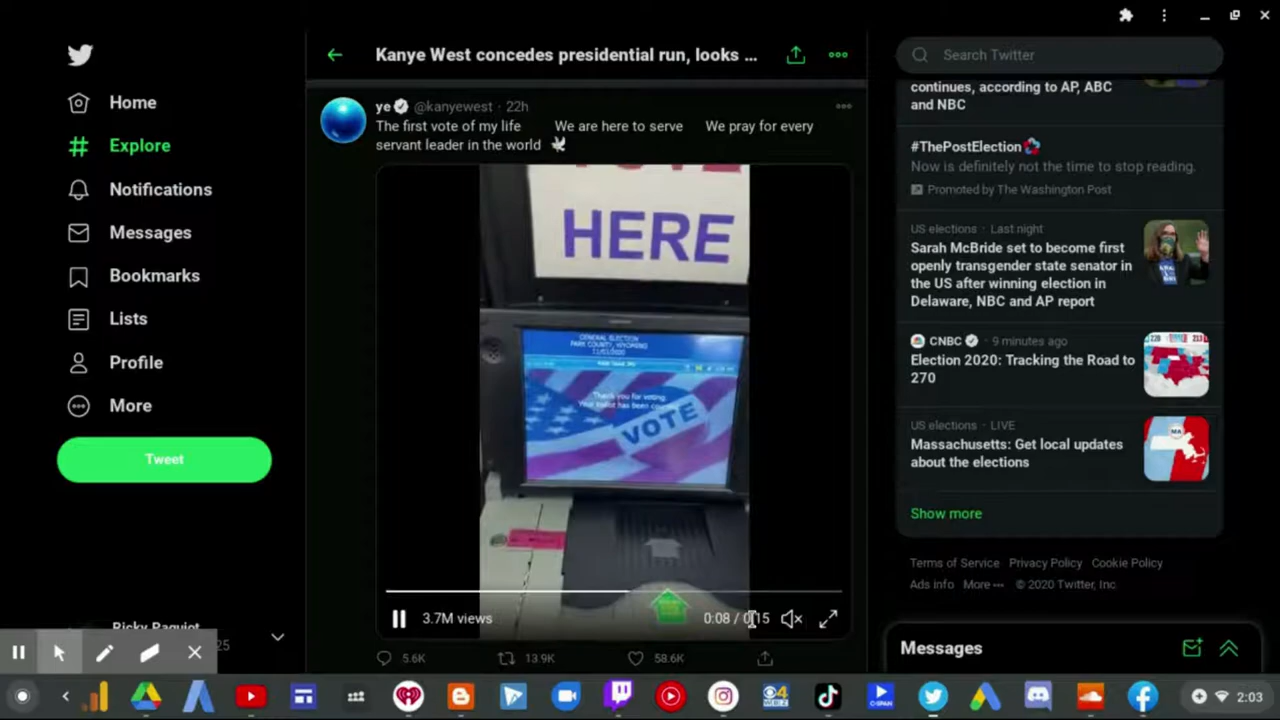 Kanye West concedes presidential run, looks ...
Search Twitter
Home
Explore
Notifications
Messages
Bookmarks
Lists
Profile
More
Tweet
ye @kanyewest · 22h
The first vote of my life We are here to serve We pray for every
servant leader in the world
HERE
GENERAL ELECTION
PARK COUNTY, WYOMING
Thank you for voting.
Your ballot has been
VOTE
3.7M views
0:08 / 0:15
5.6K
13.9K
58.6K
continues, according to AP, ABC
and NBC
#ThePostElection
Now is definitely not the time to stop reading.
Promoted by The Washington Post
US elections · Last night
Sarah McBride set to become first
openly transgender state senator in
the US after winning election in
Delaware, NBC and AP report
CNBC · 9 minutes ago
Election 2020: Tracking the Road to
270
228 213
US elections · LIVE
Massachusetts: Get local updates
about the elections
MA
Show more
Terms of Service Privacy Policy Cookie Policy
Ads info More ··· © 2020 Twitter, Inc
Messages
Ricky Paquiot
25
2:03